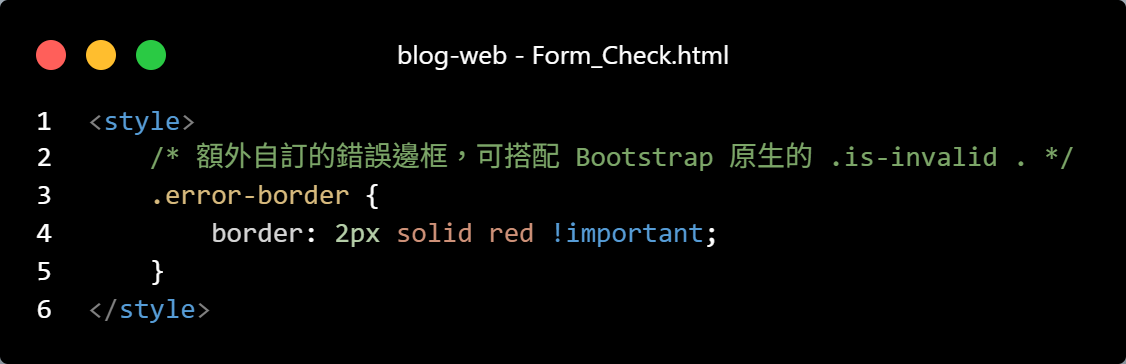 blog-web - Form_Check.html
1 <style>
2 /* 額外自訂的錯誤邊框，可搭配 Bootstrap 原生的 .is-invalid . */
3 .error-border {
4 border: 2px solid red !important;
5 }
6 </style>